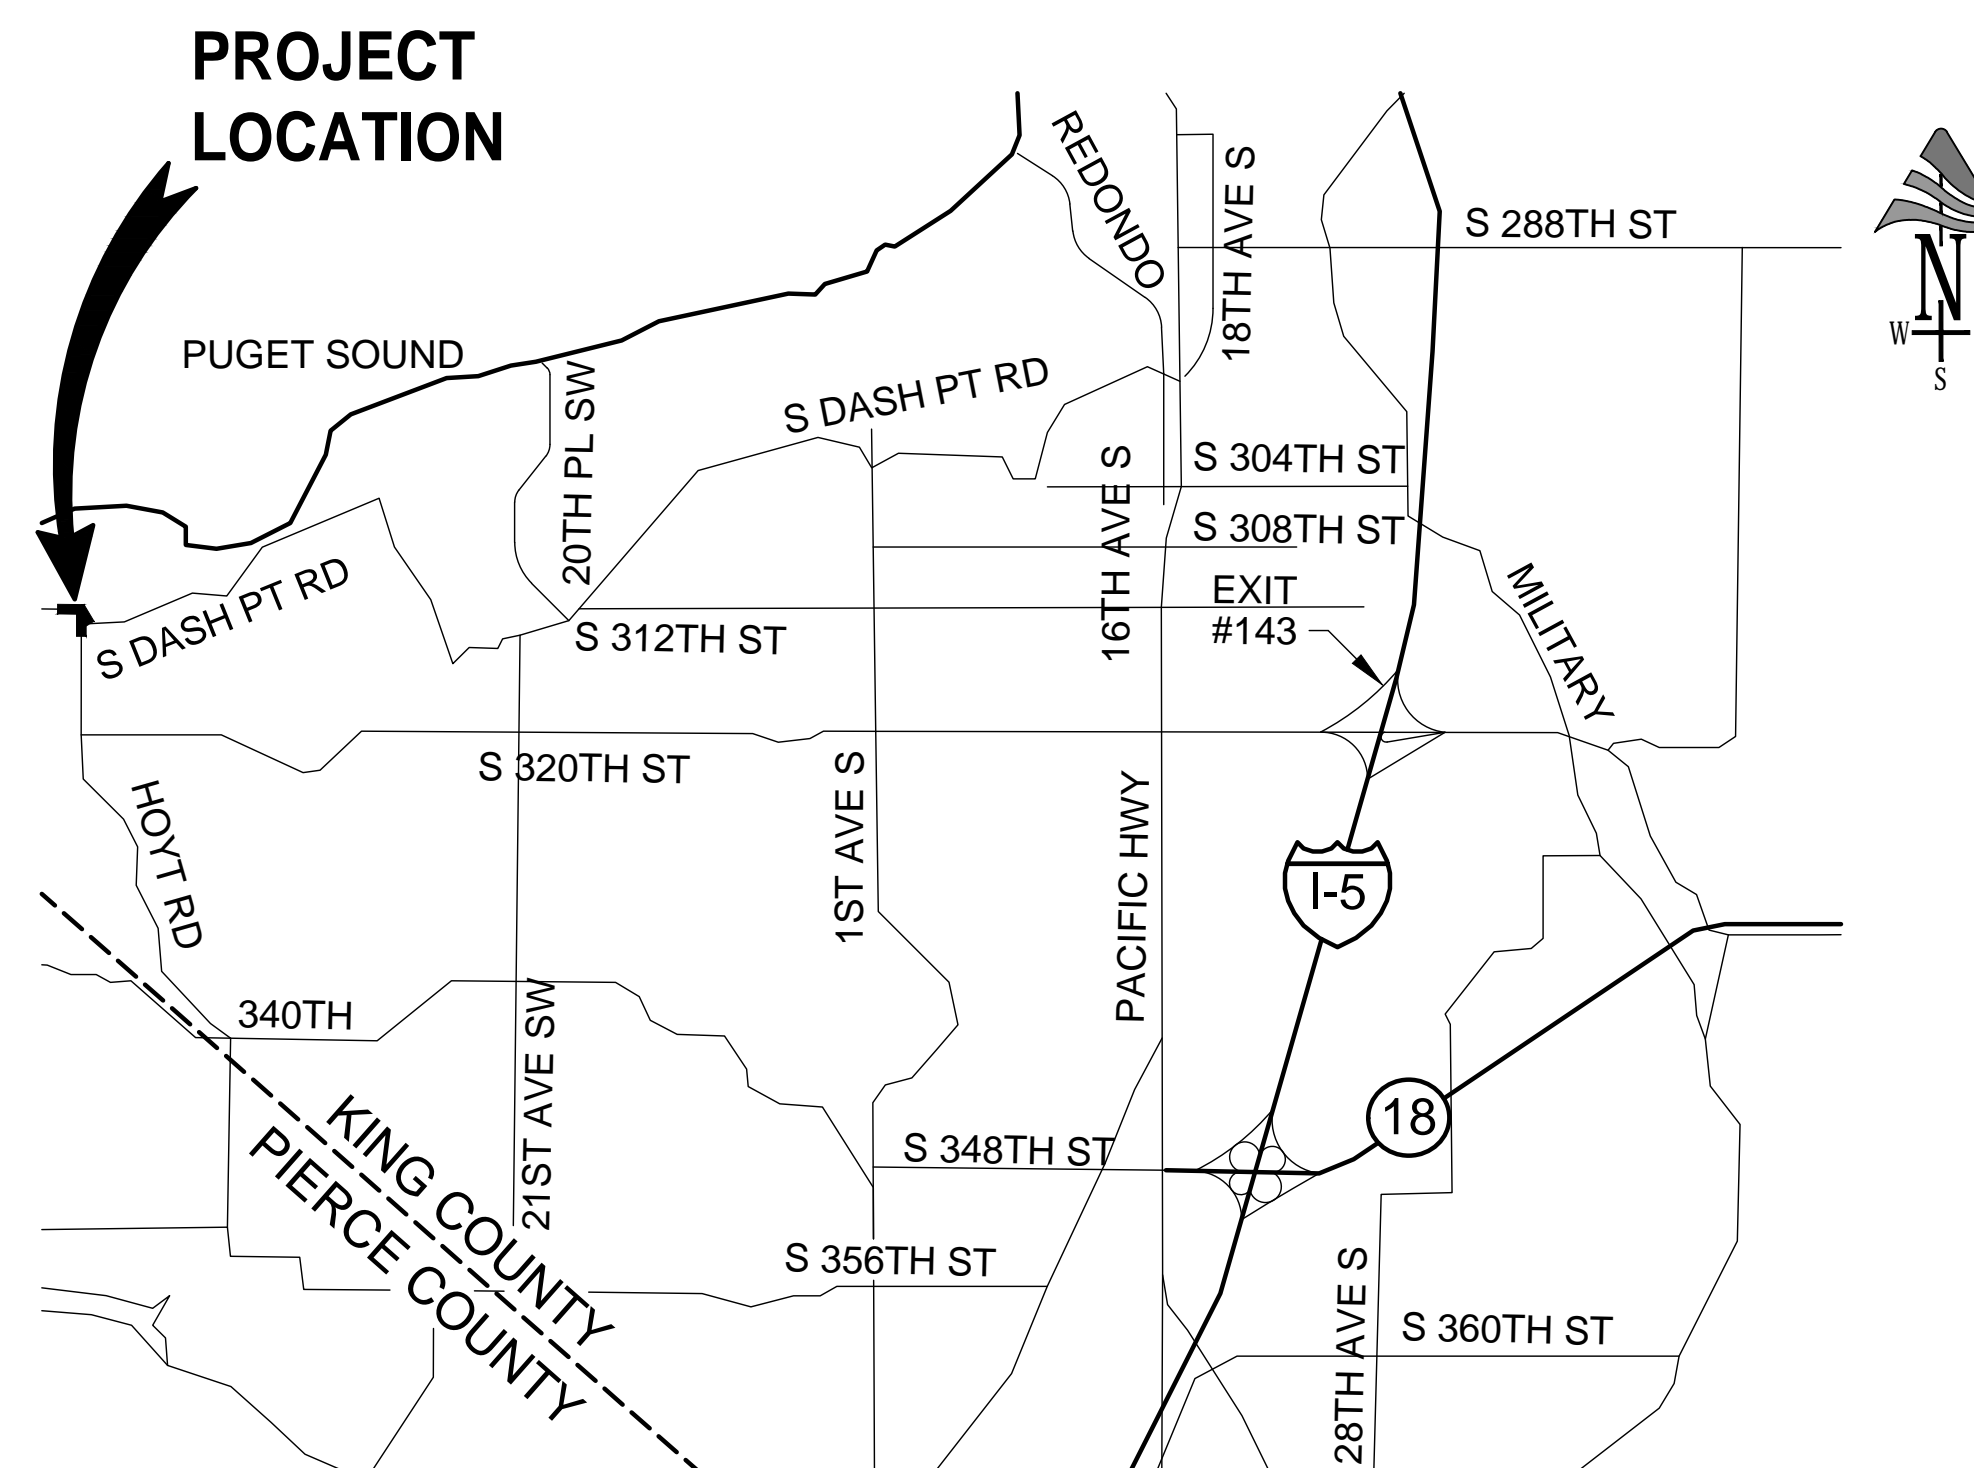 PROJECT
LOCATION
REDONDO
18TH AVE S
S 288TH ST
N
W
S
PUGET SOUND
20TH PL SW
S DASH PT RD
16TH AVE S
S 304TH ST
S 308TH ST
EXIT
#143
MILITARY
S DASH PT RD
S 312TH ST
S 320TH ST
HOYT RD
1ST AVE S
PACIFIC HWY
I-5
340TH
21ST AVE SW
18
KING COUNTY
PIERCE COUNTY
S 348TH ST
S 356TH ST
28TH AVE S
S 360TH ST